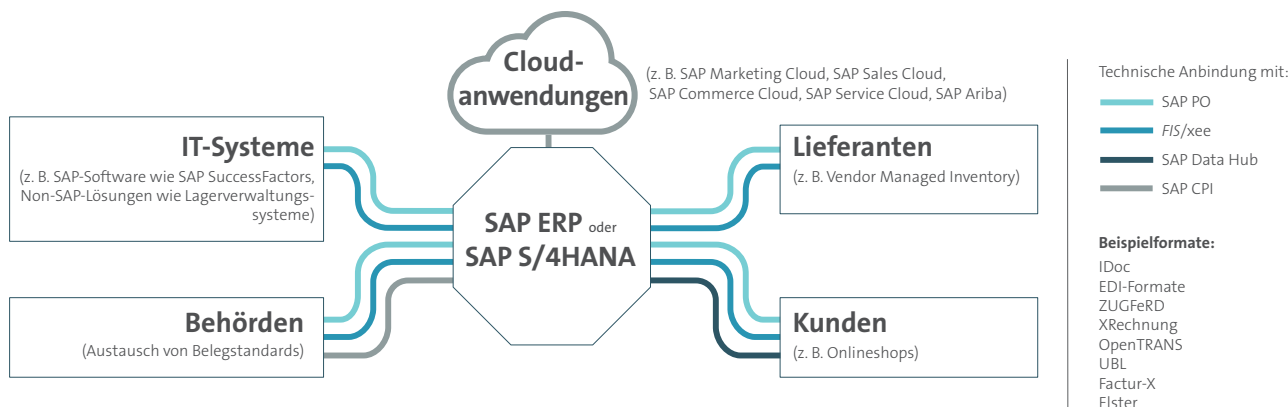 Cloud-
anwendungen
(z. B. SAP Marketing Cloud, SAP Sales Cloud,
SAP Commerce Cloud, SAP Service Cloud, SAP Ariba)
IT-Systeme
(z. B. SAP-Software wie SAP SuccessFactors,
Non-SAP-Lösungen wie Lagerverwaltungs-
systeme)
Lieferanten
(z. B. Vendor Managed Inventory)
SAP ERP oder
SAP S/4HANA
Behörden
(Austausch von Belegstandards)
Kunden
(z. B. Onlineshops)
Technische Anbindung mit:
SAP PO
FIS/xee
SAP Data Hub
SAP CPI
Beispielformate:
IDoc
EDI-Formate
ZUGFeRD
XRechnung
OpenTRANS
UBL
Factur-X
Elster